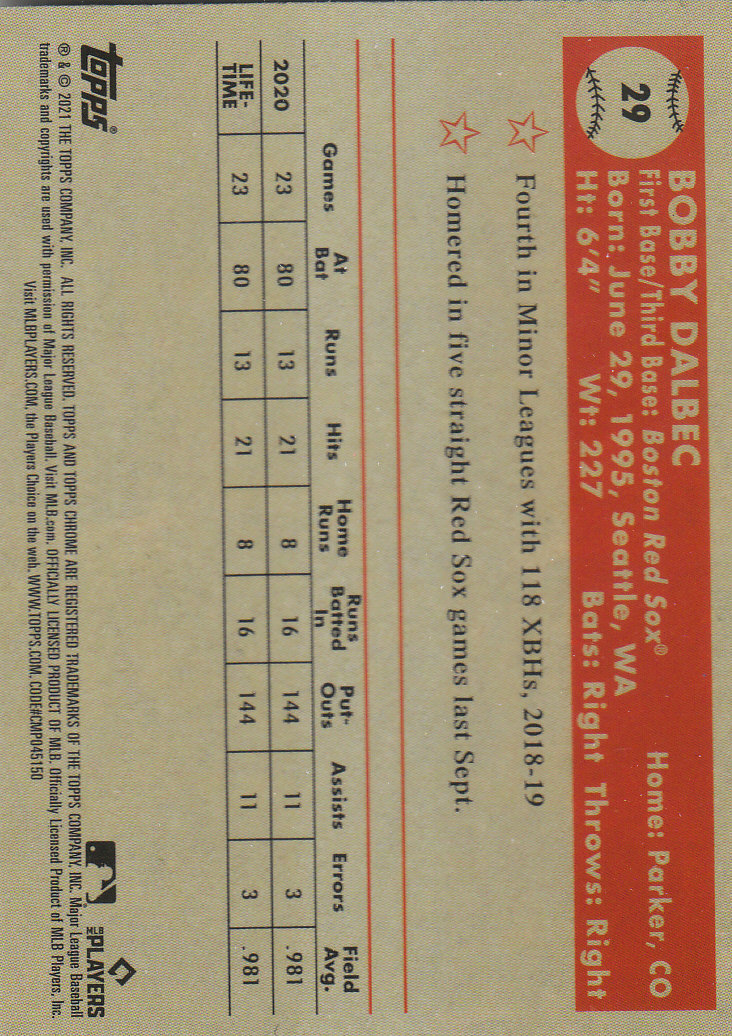 29
BOBBY DALBEC
First Base/Third Base: Boston Red Sox® Home: Parker, CO
Born: June 29, 1995, Seattle, WA
Ht: 6'4" Wt: 227 Bats: Right Throws: Right
Fourth in Minor Leagues with 118 XBHs, 2018-19
Homered in five straight Red Sox games last Sept.
Games At Bat Runs Hits Home Runs Runs Batted In Put-Outs Assists Errors Field Avg.
2020 23 80 13 21 8 16 144 11 3 .981
LIFE-TIME 23 80 13 21 8 16 144 11 3 .981
topps®
MLB PLAYERS
® & © 2021 THE TOPPS COMPANY, INC. ALL RIGHTS RESERVED. TOPPS AND TOPPS CHROME ARE REGISTERED TRADEMARKS OF THE TOPPS COMPANY, INC. Major League Baseball
trademarks and copyrights are used with permission of Major League Baseball. Visit MLB.com. OFFICIALLY LICENSED PRODUCT OF MLB. Officially Licensed Product of MLB Players, Inc.
Visit MLBPLAYERS.COM, the Players Choice on the web. WWW.TOPPS.COM. CODE#CMP045150